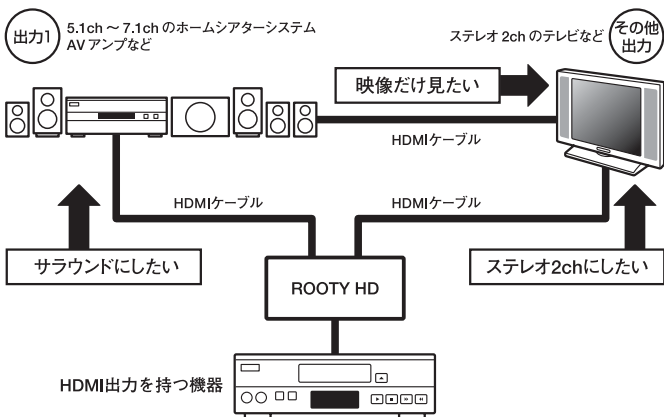 出力1
5.1ch ～ 7.1ch のホームシアターシステム
AV アンプなど
ステレオ 2ch のテレビなど
その他
出力
映像だけ見たい
HDMIケーブル
HDMIケーブル
HDMIケーブル
サラウンドにしたい
ROOTY HD
ステレオ2chにしたい
HDMI出力を持つ機器